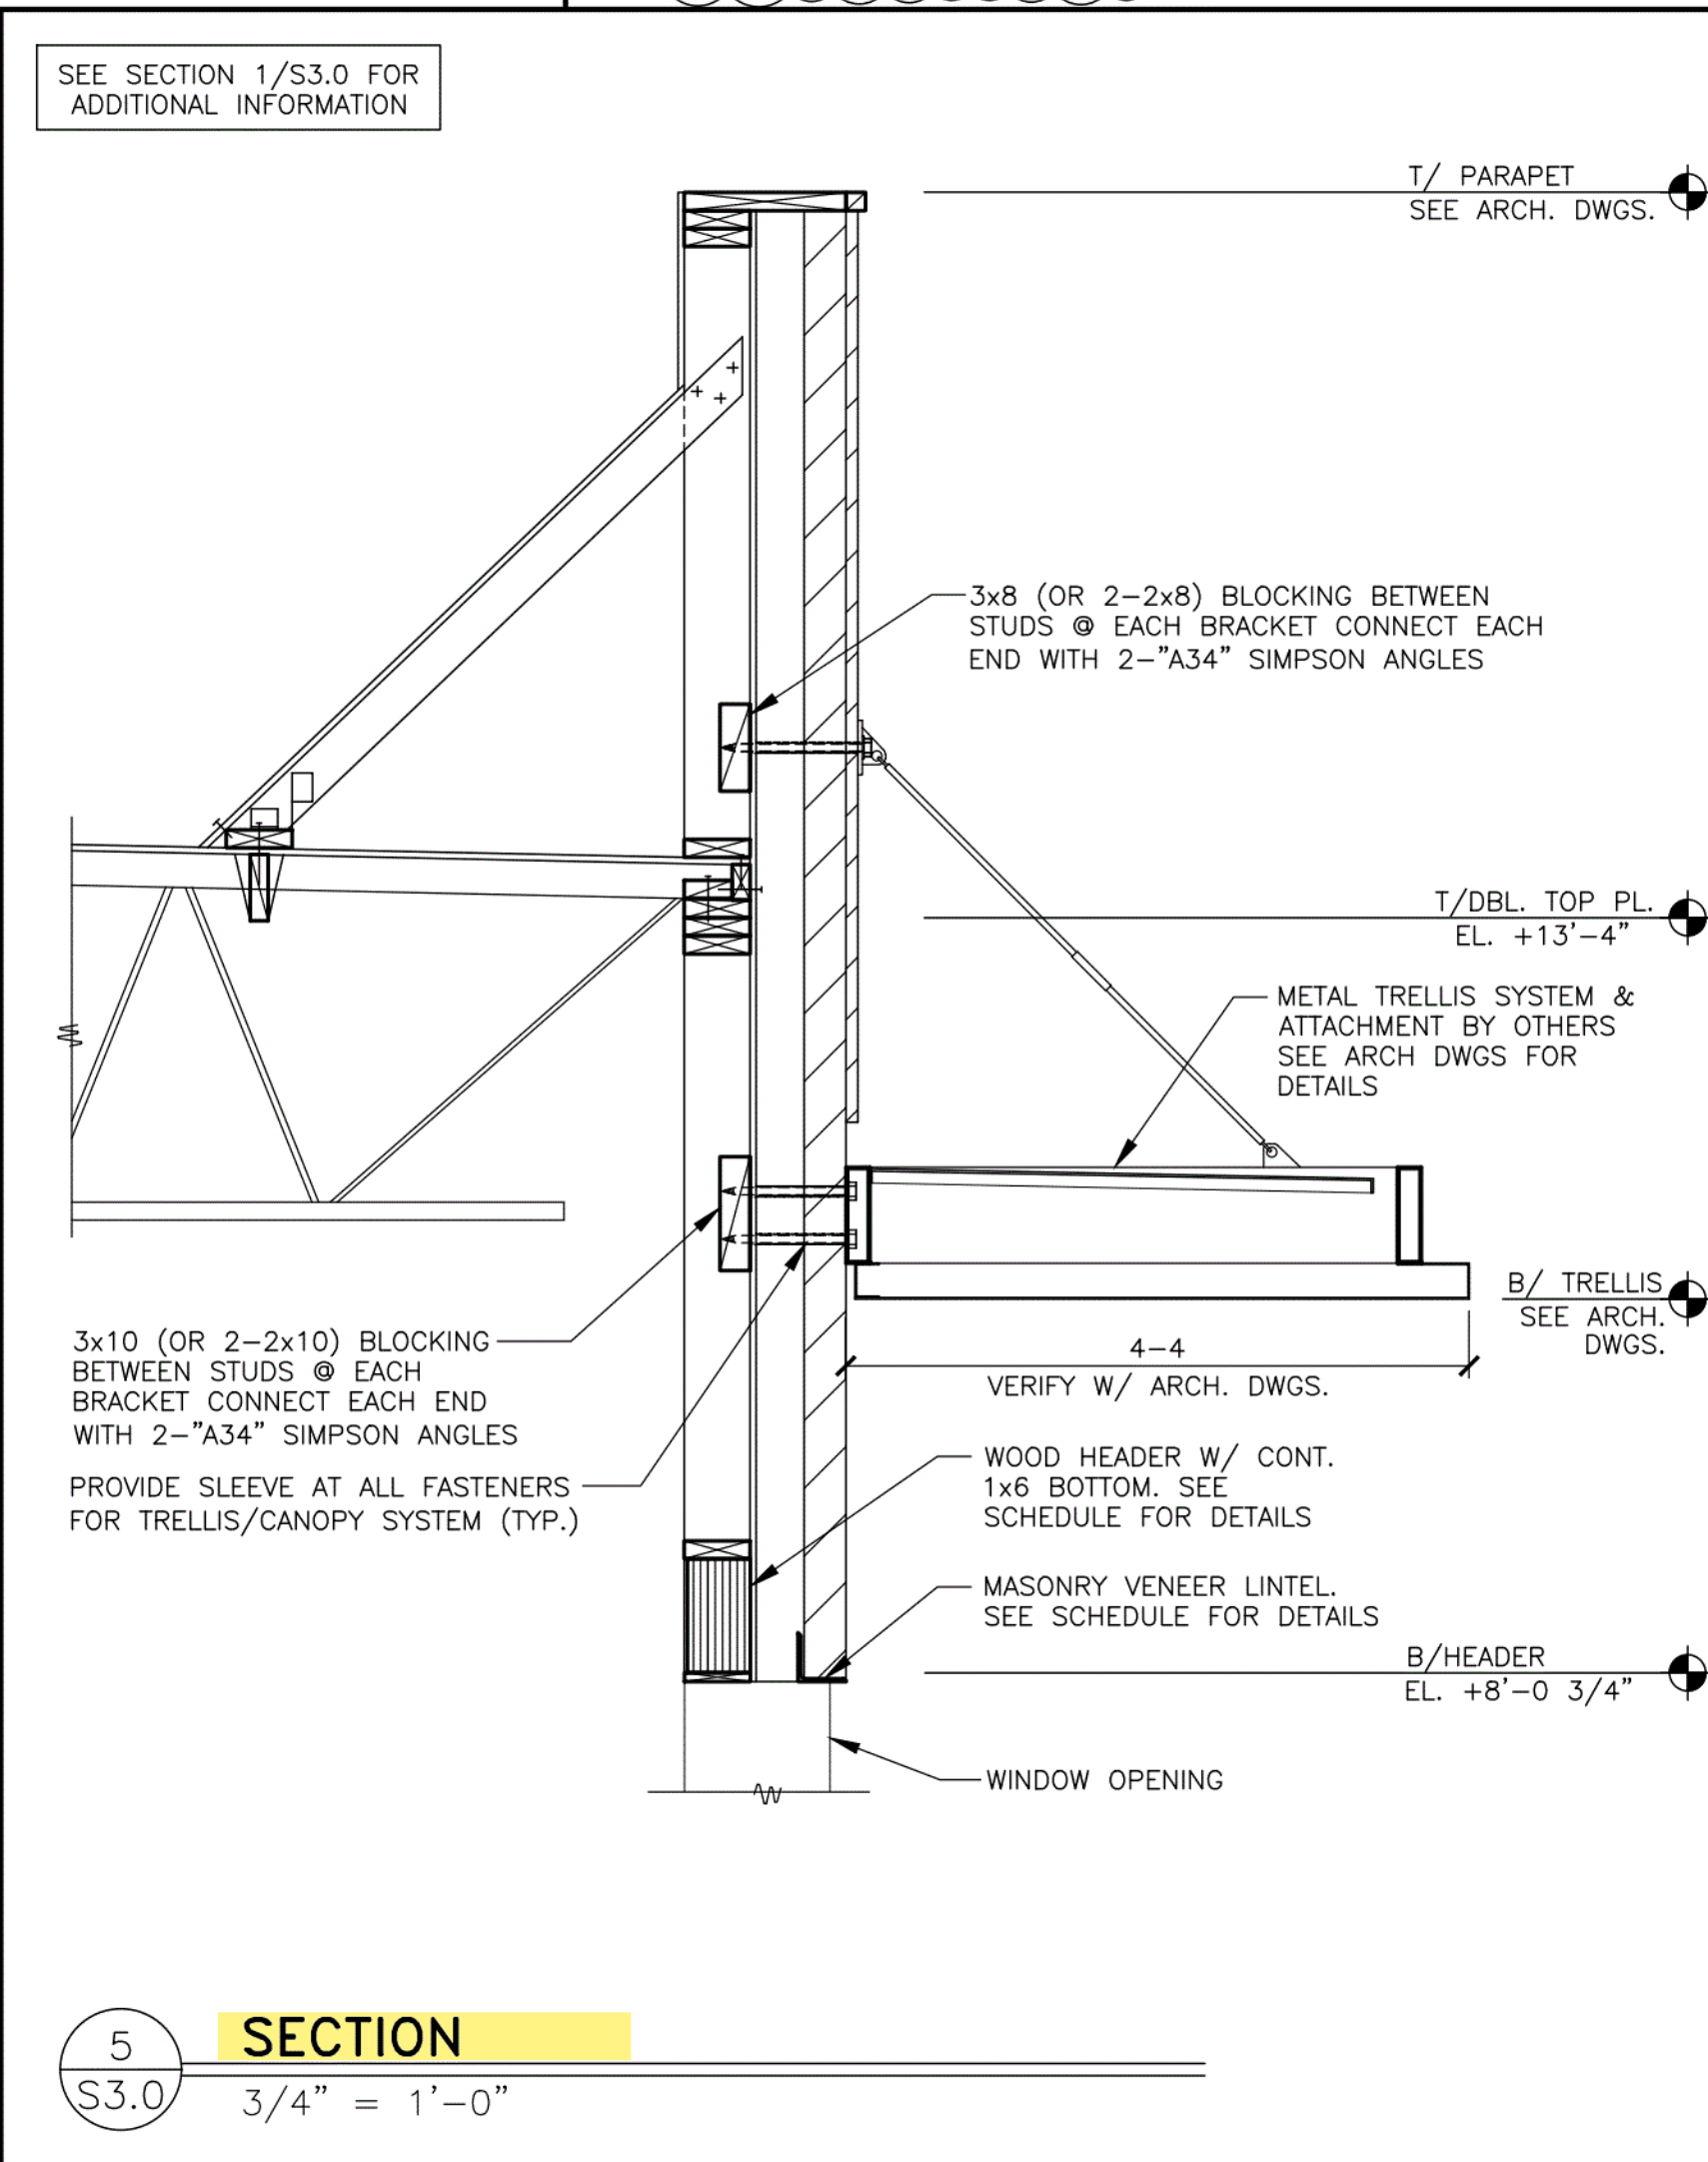 SEE SECTION 1/S3.0 FOR
ADDITIONAL INFORMATION
T/ PARAPET
SEE ARCH. DWGS.
3x8 (OR 2-2x8) BLOCKING BETWEEN
STUDS @ EACH BRACKET CONNECT EACH
END WITH 2-"A34" SIMPSON ANGLES
T/DBL. TOP PL.
EL. +13'-4"
METAL TRELLIS SYSTEM &
ATTACHMENT BY OTHERS
SEE ARCH DWGS FOR
DETAILS
B/ TRELLIS
SEE ARCH.
DWGS.
3x10 (OR 2-2x10) BLOCKING
BETWEEN STUDS @ EACH
BRACKET CONNECT EACH END
WITH 2-"A34" SIMPSON ANGLES
4-4
VERIFY W/ ARCH. DWGS.
PROVIDE SLEEVE AT ALL FASTENERS
FOR TRELLIS/CANOPY SYSTEM (TYP.)
WOOD HEADER W/ CONT.
1x6 BOTTOM. SEE
SCHEDULE FOR DETAILS
MASONRY VENEER LINTEL.
SEE SCHEDULE FOR DETAILS
B/HEADER
EL. +8'-0 3/4"
WINDOW OPENING
5
S3.0
SECTION
3/4" = 1'-0"